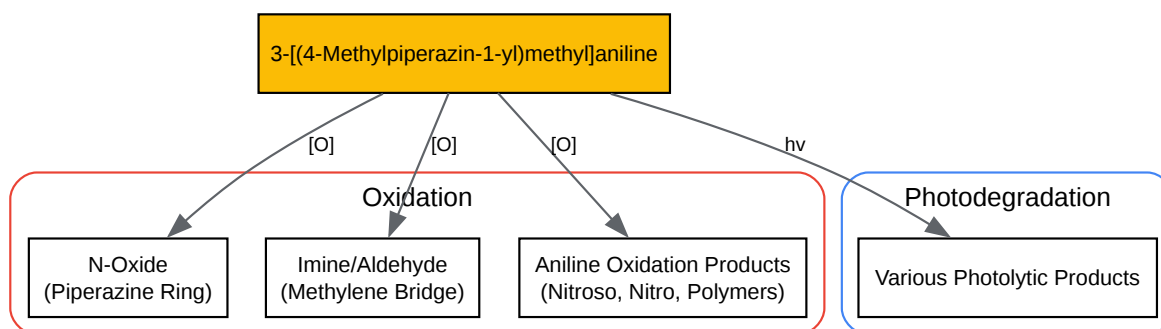 3-[(4-Methylpiperazin-1-yl)methyl]aniline
[O]
[O]
[O]
hν
Oxidation
Photodegradation
N-Oxide
(Piperazine Ring)
Imine/Aldehyde
(Methylene Bridge)
Aniline Oxidation Products
(Nitroso, Nitro, Polymers)
Various Photolytic Products